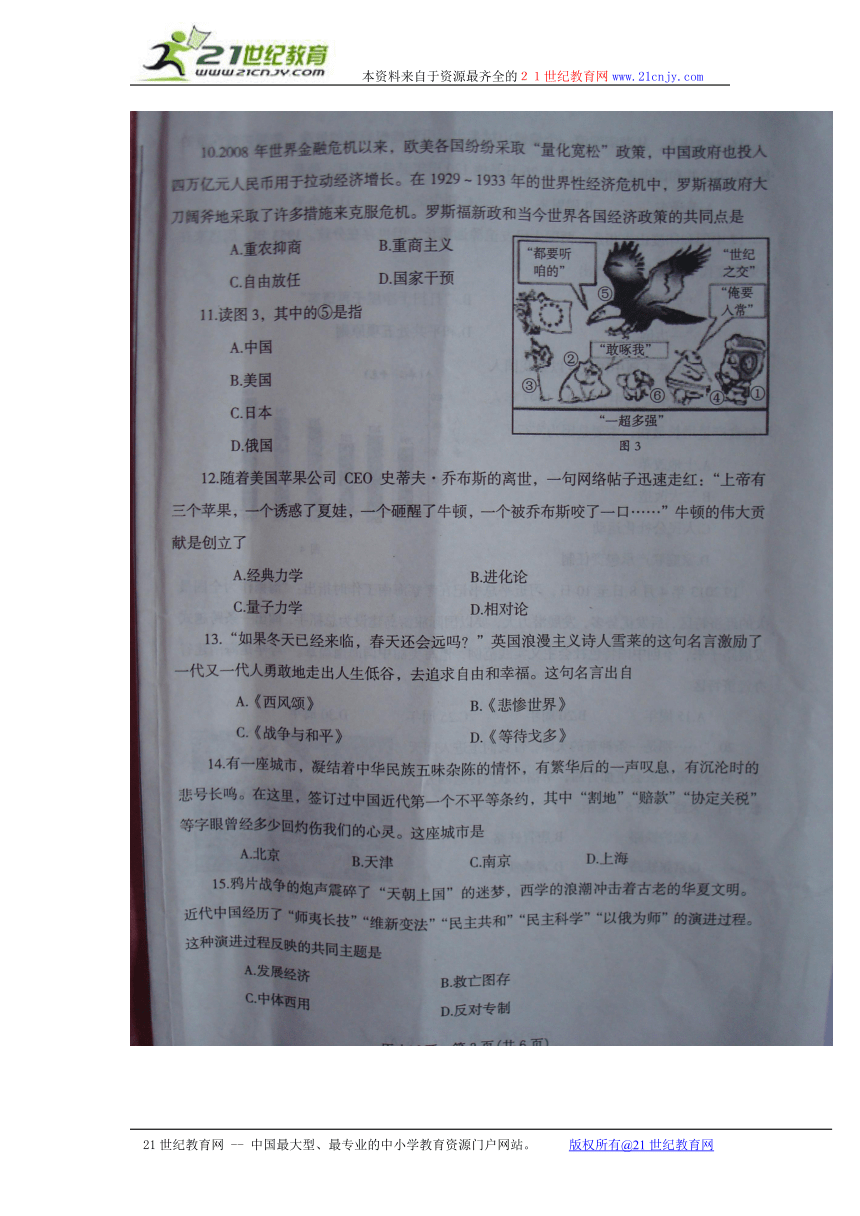 21世纪教育
www.21cnjy.com
本资料来自于资源最齐全的２１世纪教育网www.21cnjy.com
10.2008 年世界金融危机以来，欧美各国纷纷采取“量化宽松”政策，中国政府也投入
四万亿元人民币用于拉动经济增长。在 1929～1933 年的世界性经济危机中，罗斯福政府大
刀阔斧地采取了许多措施来克服危机。罗斯福新政和当今世界各国经济政策的共同点是
A.重农抑商 B.重商主义
C.自由放任 D.国家干预
11.读图 3，其中的⑤是指
A.中国
B.美国
C.日本
D.俄国
“都要听
咱的”
“世纪
之交”
⑤
“俺要
人常”
“敢啄我”
②
③
⑥
④
①
“一超多强”
图 3
12.随着美国苹果公司 CEO 史蒂夫·乔布斯的离世，一句网络帖子迅速走红：“上帝有
三个苹果，一个诱惑了夏娃，一个砸醒了牛顿，一个被乔布斯咬了一口……”牛顿的伟大贡
献是创立了
A.经典力学 B.进化论
C.量子力学 D.相对论
13.“如果冬天已经来临，春天还会远吗？”英国浪漫主义诗人雪莱的这句名言激励了
一代又一代人勇敢地走出人生低谷，去追求自由和幸福。这句名言出自
A.《西风颂》 B.《悲惨世界》
C.《战争与和平》 D.《等待戈多》
14.有一座城市，凝结着中华民族五味杂陈的情怀，有繁华后的一声叹息，有沉沦时的
悲号长鸣。在这里，签订过中国近代第一个不平等条约，其中“割地”“赔款”“协定关税”
等字眼曾经多少回灼伤我们的心灵。这座城市是
A.北京 B.天津 C.南京 D.上海
15.鸦片战争的炮声震碎了“天朝上国”的迷梦，西学的浪潮冲击着古老的华夏文明。
近代中国经历了“师夷长技”“维新变法”“民主共和”“民主科学”“以俄为师”的演进过程。
这种演进过程反映的共同主题是
A.发展经济 B.救亡图存
C.中体西用 D.反对专制
21世纪教育网 -- 中国最大型、最专业的中小学教育资源门户网站。 版权所有@21世纪教育网